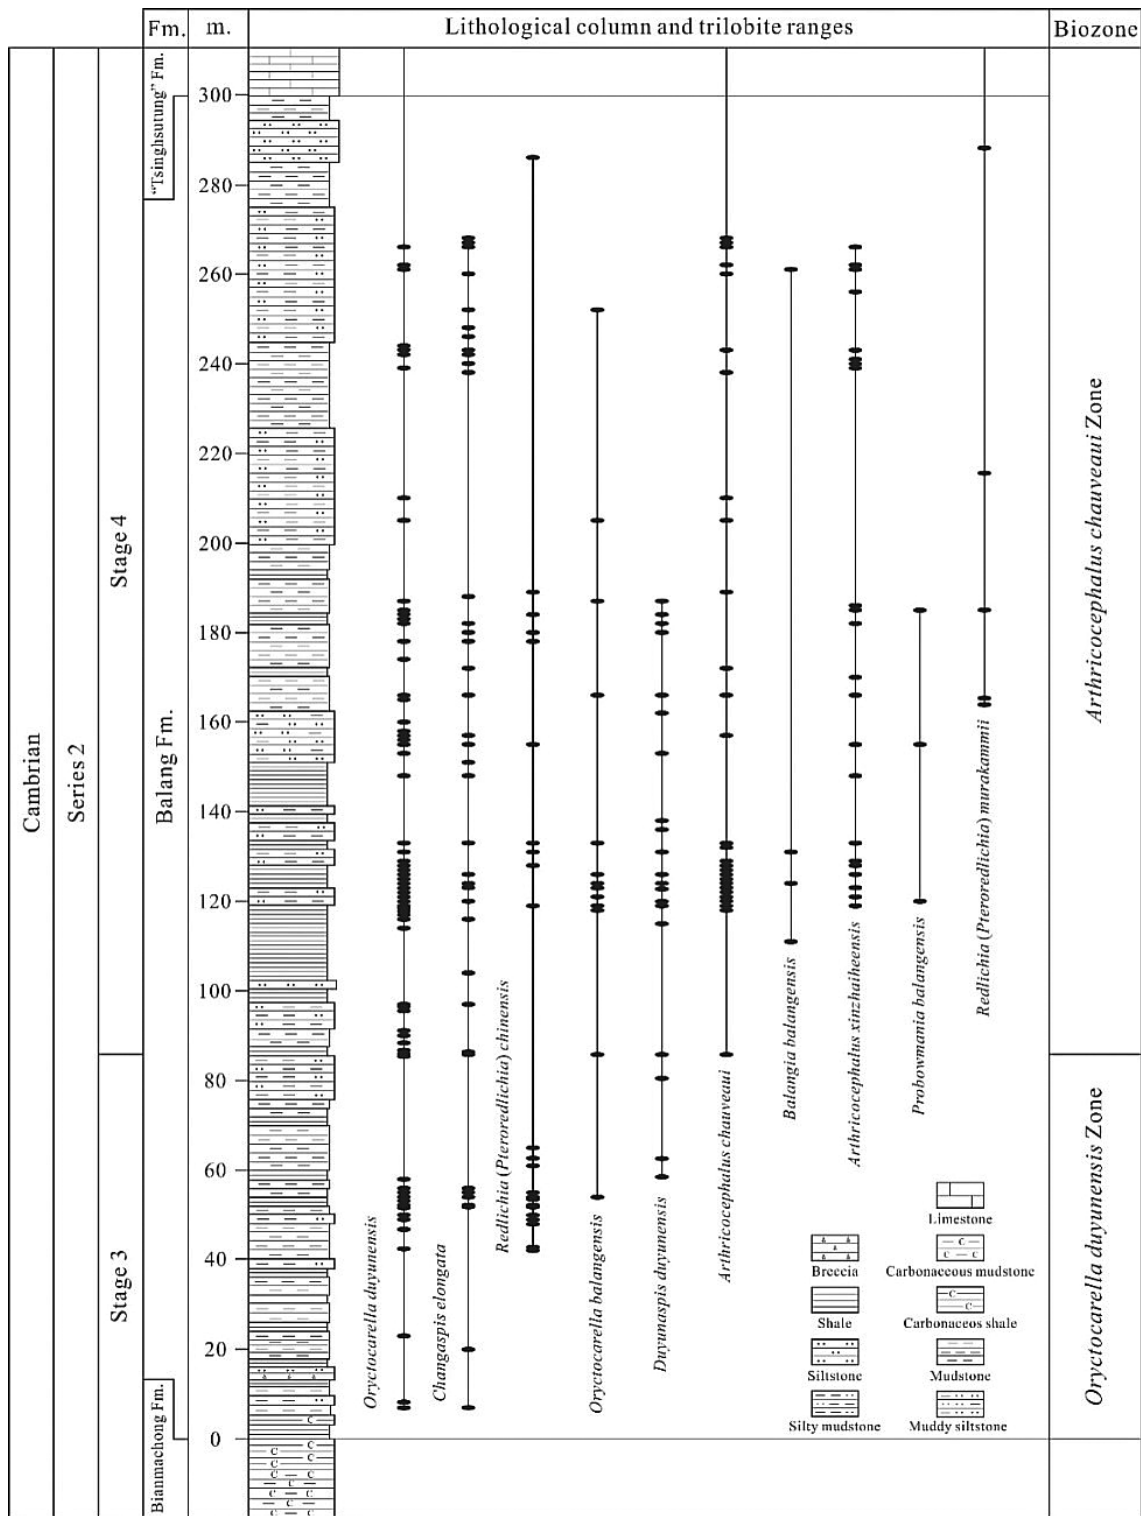 Fm.
m.
Lithological column and trilobite ranges
Biozone
"Tsinghsutung" Fm.
Balang Fm.
Bianmachong Fm.
Cambrian
Series 2
Stage 4
Stage 3
300
280
260
240
220
200
180
160
140
120
100
80
60
40
20
0
Oryctocarella duyunensis
Changaspis elongata
Redlichia (Pteroredlichia) chinensis
Oryctocarella balangensis
Duyunaspis duyunensis
Arthricocephalus chauveaui
Balangia balangensis
Arthricocephalus xinzhaiheensis
Probowmania balangensis
Redlichia (Pteroredlichia) murakammii
Arthricocephalus chauveaui Zone
Oryctocarella duyunensis Zone
Limestone
Breccia
Carbonaceous mudstone
Shale
Carbonaceos shale
Siltstone
Mudstone
Silty mudstone
Muddy siltstone